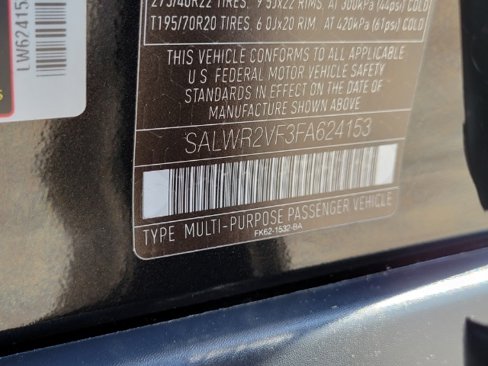 275/40R22 TIRES. 9.5Jx22 RIMS. AT 300kPa (44psi) COLD
T195/70R20 TIRES. 6.0Jx20 RIM. AT 420kPa (61psi) COLD
THIS VEHICLE CONFORMS TO ALL APPLICABLE
U S FEDERAL MOTOR VEHICLE SAFETY
STANDARDS IN EFFECT ON THE DATE OF
MANUFACTURE SHOWN ABOVE
SALWR2VF3FA624153
TYPE MULTI-PURPOSE PASSENGER VEHICLE
FK62-1532-BA
LW624153